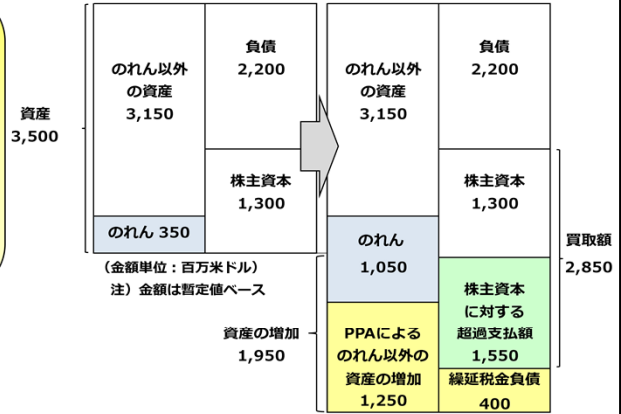 資産
3,500
のれん以外
の資産
3,150
負債
2,200
株主資本
1,300
のれん 350
(金額単位：百万米ドル)
注）金額は暫定値ベース
のれん以外
の資産
3,150
負債
2,200
株主資本
1,300
のれん
1,050
買取額
2,850
株主資本
に対する
超過支払額
1,550
資産の増加
1,950
PPAによる
のれん以外の
資産の増加
1,250
繰延税金負債
400